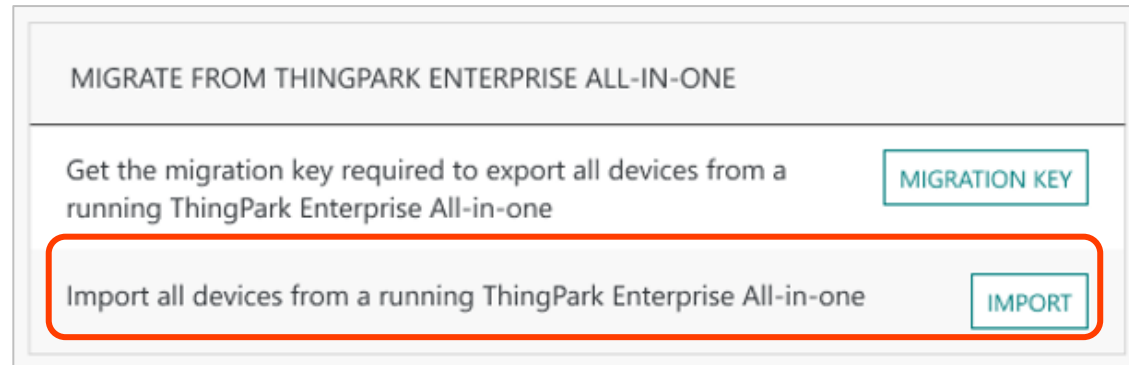 MIGRATE FROM THINGPARK ENTERPRISE ALL-IN-ONE
Get the migration key required to export all devices from a
running ThingPark Enterprise All-in-one
MIGRATION KEY
Import all devices from a running ThingPark Enterprise All-in-one
IMPORT